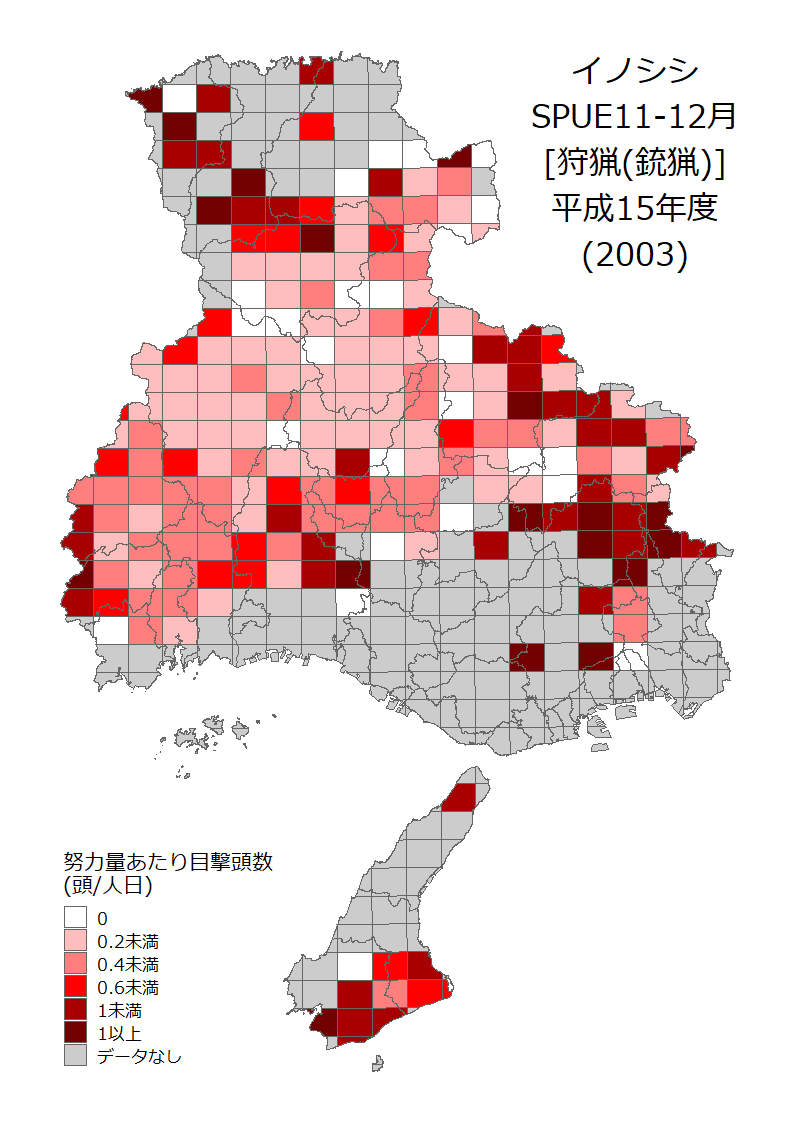 イノシシ
SPUE11-12月
[狩猟(銃猟)]
平成15年度
(2003)
努力量あたり目撃頭数
(頭/人日)
0
0.2未満
0.4未満
0.6未満
1未満
1以上
データなし